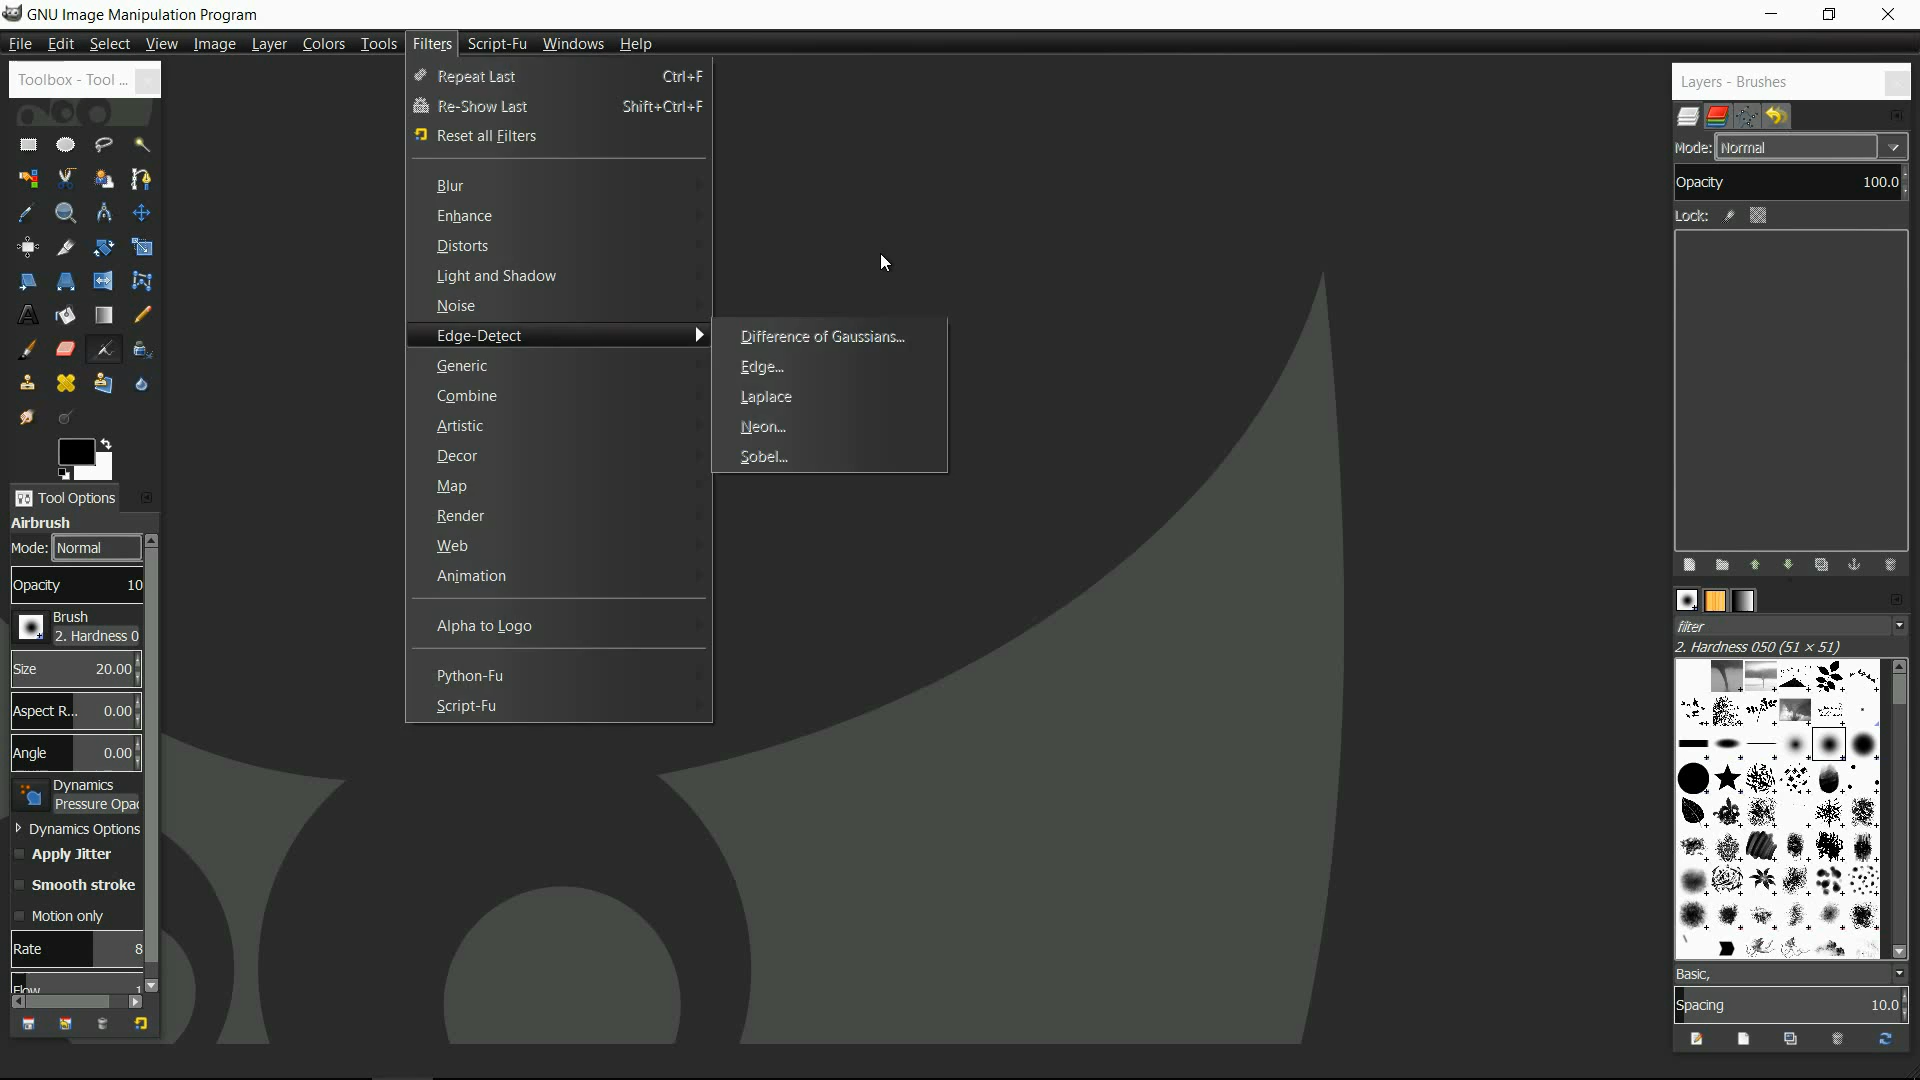 GNU Image Manipulation Program
File Edit Select View Image Layer Colors Tools Filters Script-Fu Windows Help
Toolbox - Tool ...
Airbrush
Tool Options
Mode: Normal
Opacity 10
Brush
2. Hardness 0
Size 20.00
Aspect R... 0.00
Angle 0.00
Dynamics
Pressure Opac
Dynamics Options
Apply Jitter
Smooth stroke
Motion only
Rate 8
Flow 1
Repeat Last Ctrl+F
Re-Show Last Shift+Ctrl+F
Reset all Filters
Blur
Enhance
Distorts
Light and Shadow
Noise
Edge-Detect
Generic
Combine
Artistic
Decor
Map
Render
Web
Animation
Alpha to Logo
Python-Fu
Script-Fu
Difference of Gaussians...
Edge...
Laplace
Neon...
Sobel...
Layers - Brushes
Mode: Normal
Opacity 100.0
Lock:
filter
2. Hardness 050 (51 × 51)
Basic,
Spacing 10.0